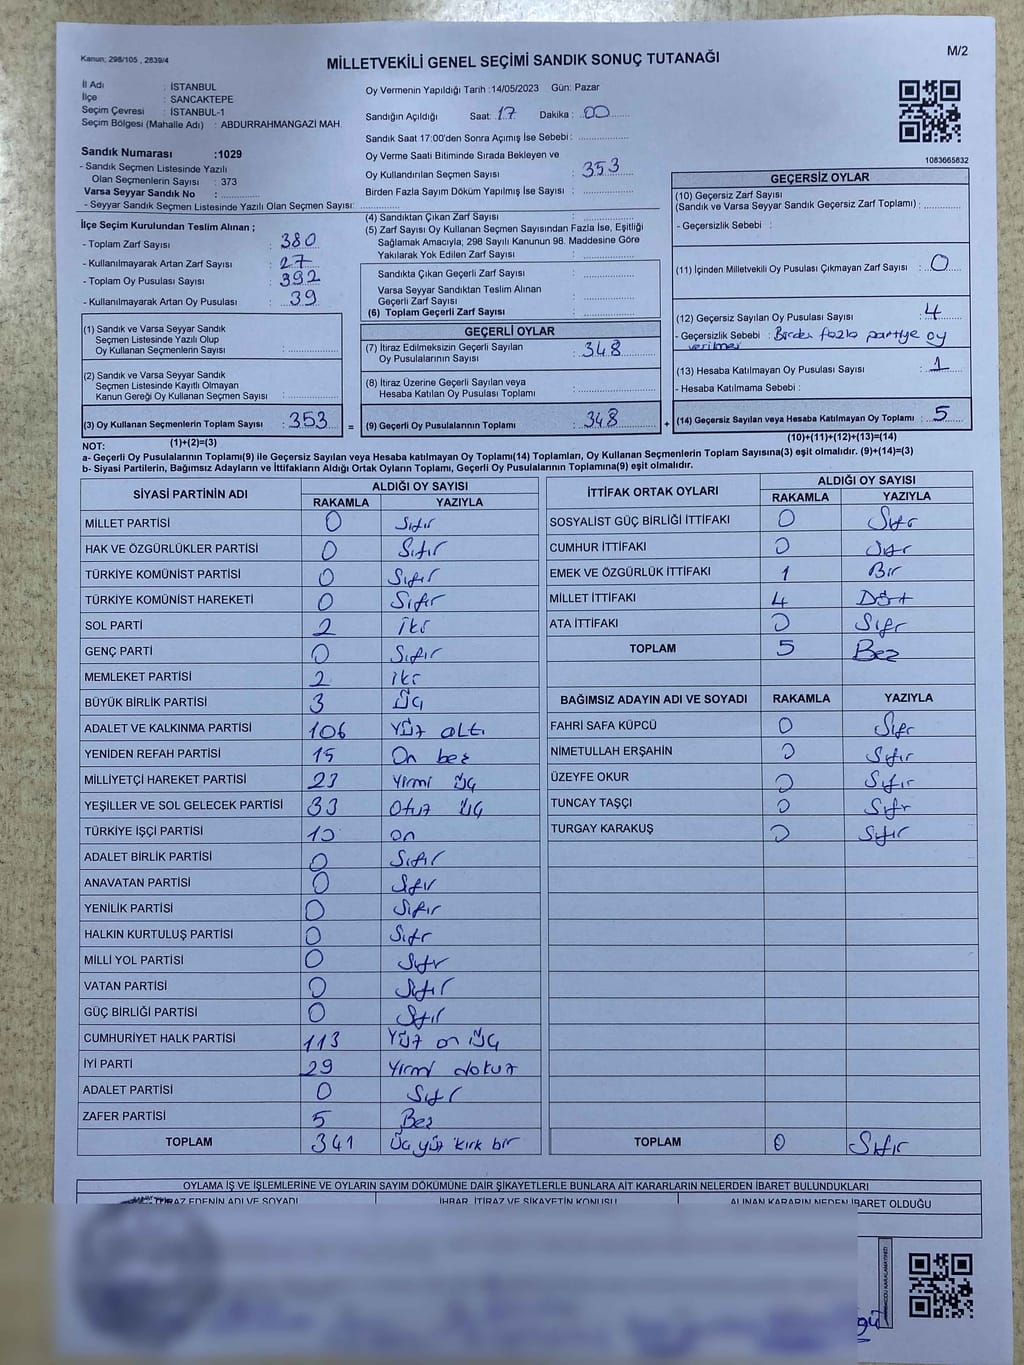 Kanun; 298/105 , 2839/4
MİLLETVEKİLİ GENEL SEÇİMİ SANDIK SONUÇ TUTANAĞI
M/2
İl Adı : İSTANBUL
İlçe : SANCAKTEPE
Seçim Çevresi : İSTANBUL-1
Seçim Bölgesi (Mahalle Adı) : ABDURRAHMANGAZİ MAH.
Sandık Numarası :1029
- Sandık Seçmen Listesinde Yazılı
Olan Seçmenlerin Sayısı : 373
Varsa Seyyar Sandık No :
- Seyyar Sandık Seçmen Listesinde Yazılı Olan Seçmen Sayısı:
Oy Vermenin Yapıldığı Tarih :14/05/2023 Gün: Pazar
Sandığın Açıldığı Saat: 17 Dakika : 00
Sandık Saat 17:00'den Sonra Açımış İse Sebebi :
Oy Verme Saati Bitiminde Sırada Bekleyen ve
Oy Kullandırılan Seçmen Sayısı : 353
Birden Fazla Sayım Döküm Yapılmış İse Sayısı :
1083665832
İlçe Seçim Kurulundan Teslim Alınan ;
- Toplam Zarf Sayısı : 380
- Kullanılmayarak Artan Zarf Sayısı : 27
- Toplam Oy Pusulası Sayısı : 392
- Kullanılmayarak Artan Oy Pusulası : 39
(4) Sandıktan Çıkan Zarf Sayısı :
(5) Zarf Sayısı Oy Kullanan Seçmen Sayısından Fazla İse, Eşitliği
Sağlamak Amacıyla; 298 Sayılı Kanunun 98. Maddesine Göre
Yakılarak Yok Edilen Zarf Sayısı :
Sandıkta Çıkan Geçerli Zarf Sayısı :
Varsa Seyyar Sandıktan Teslim Alınan
Geçerli Zarf Sayısı :
(6) Toplam Geçerli Zarf Sayısı :
GEÇERSİZ OYLAR
(10) Geçersiz Zarf Sayısı
(Sandık ve Varsa Seyyar Sandık Geçersiz Zarf Toplamı) :
- Geçersizlik Sebebi :
(11) İçinden Milletvekili Oy Pusulası Çıkmayan Zarf Sayısı : 0
(12) Geçersiz Sayılan Oy Pusulası Sayısı : 4
- Geçersizlik Sebebi : Birden fazla partiye oy
verilmesi
(13) Hesaba Katılmayan Oy Pusulası Sayısı : 1
- Hesaba Katılmama Sebebi :
(14) Geçersiz Sayılan veya Hesaba Katılmayan Oy Toplamı : 5
(10)+(11)+(12)+(13)=(14)
(1) Sandık ve Varsa Seyyar Sandık
Seçmen Listesinde Yazılı Olup
Oy Kullanan Seçmenlerin Sayısı :
(2) Sandık ve Varsa Seyyar Sandık
Seçmen Listesinde Kayıtlı Olmayan
Kanun Gereği Oy Kullanan Seçmen Sayısı :
(3) Oy Kullanan Seçmenlerin Toplam Sayısı : 353 =
(1)+(2)=(3)
GEÇERLİ OYLAR
(7) İtiraz Edilmeksizin Geçerli Sayılan
Oy Pusulalarının Sayısı : 348
(8) İtiraz Üzerine Geçerli Sayılan veya
Hesaba Katılan Oy Pusulası Toplamı :
(9) Geçerli Oy Pusulalarının Toplamı : 348 +
NOT:
a- Geçerli Oy Pusulaları Toplamı(9) ile Geçersiz Sayılan veya Hesaba katılmayan Oy Toplamı(14) Toplamları, Oy Kullanan Seçmenlerin Toplam Sayısına(3) eşit olmalıdır. (9)+(14)=(3)
b- Siyasi Partilerin, Bağımsız Adayların ve İttifakların Aldığı Ortak Oyların Toplamı, Geçerli Oy Pusulalarının Toplamına(9) eşit olmalıdır.
SİYASİ PARTİNİN ADI ALDIĞI OY SAYISI
RAKAMLA YAZIYLA
MİLLET PARTİSİ 0 Sıfır
HAK VE ÖZGÜRLÜKLER PARTİSİ 0 Sıfır
TÜRKİYE KOMÜNİST PARTİSİ 0 Sıfır
TÜRKİYE KOMÜNİST HAREKETİ 0 Sıfır
SOL PARTİ 2 iki
GENÇ PARTİ 0 Sıfır
MEMLEKET PARTİSİ 2 iki
BÜYÜK BİRLİK PARTİSİ 3 Üç
ADALET VE KALKINMA PARTİSİ 106 Yüz altı
YENİDEN REFAH PARTİSİ 15 On beş
MİLLİYETÇİ HAREKET PARTİSİ 23 Yirmi üç
YEŞİLLER VE SOL GELECEK PARTİSİ 33 Otuz üç
TÜRKİYE İŞÇİ PARTİSİ 10 on
ADALET BİRLİK PARTİSİ 0 Sıfır
ANAVATAN PARTİSİ 0 Sıfır
YENİLİK PARTİSİ 0 Sıfır
HALKIN KURTULUŞ PARTİSİ 0 Sıfır
MİLLİ YOL PARTİSİ 0 Sıfır
VATAN PARTİSİ 0 Sıfır
GÜÇ BİRLİĞİ PARTİSİ 0 Sıfır
CUMHURİYET HALK PARTİSİ 113 Yüz on üç
İYİ PARTİ 29 Yirmi dokuz
ADALET PARTİSİ 0 Sıfır
ZAFER PARTİSİ 5 Beş
TOPLAM 341 Üç yüz kırk bir
İTTİFAK ORTAK OYLARI ALDIĞI OY SAYISI
RAKAMLA YAZIYLA
SOSYALİST GÜÇ BİRLİĞİ İTTİFAKI 0 Sıfır
CUMHUR İTTİFAKI 0 Sıfır
EMEK VE ÖZGÜRLÜK İTTİFAKI 1 Bir
MİLLET İTTİFAKI 4 Dört
ATA İTTİFAKI 0 Sıfır
TOPLAM 5 Beş
BAĞIMSIZ ADAYIN ADI VE SOYADI RAKAMLA YAZIYLA
FAHRİ SAFA KÜPCÜ 0 Sıfır
NİMETULLAH ERŞAHİN 0 Sıfır
ÜZEYFE OKUR 0 Sıfır
TUNCAY TAŞÇI 0 Sıfır
TURGAY KARAKUŞ 0 Sıfır
TOPLAM 0 Sıfır
OYLAMA İŞ VE İŞLEMLERİNE VE OYLARIN SAYIM DÖKÜMÜNE DAİR ŞİKAYETLERLE BUNLARA AİT KARARLARIN NELERDEN İBARET BULUNDUKLARI
İTİRAZ EDENİN ADI VE SOYADI İHBAR, İTİRAZ VE ŞİKAYETİN KONUSU ALINAN KARARIN NEDEN İBARET OLDUĞU